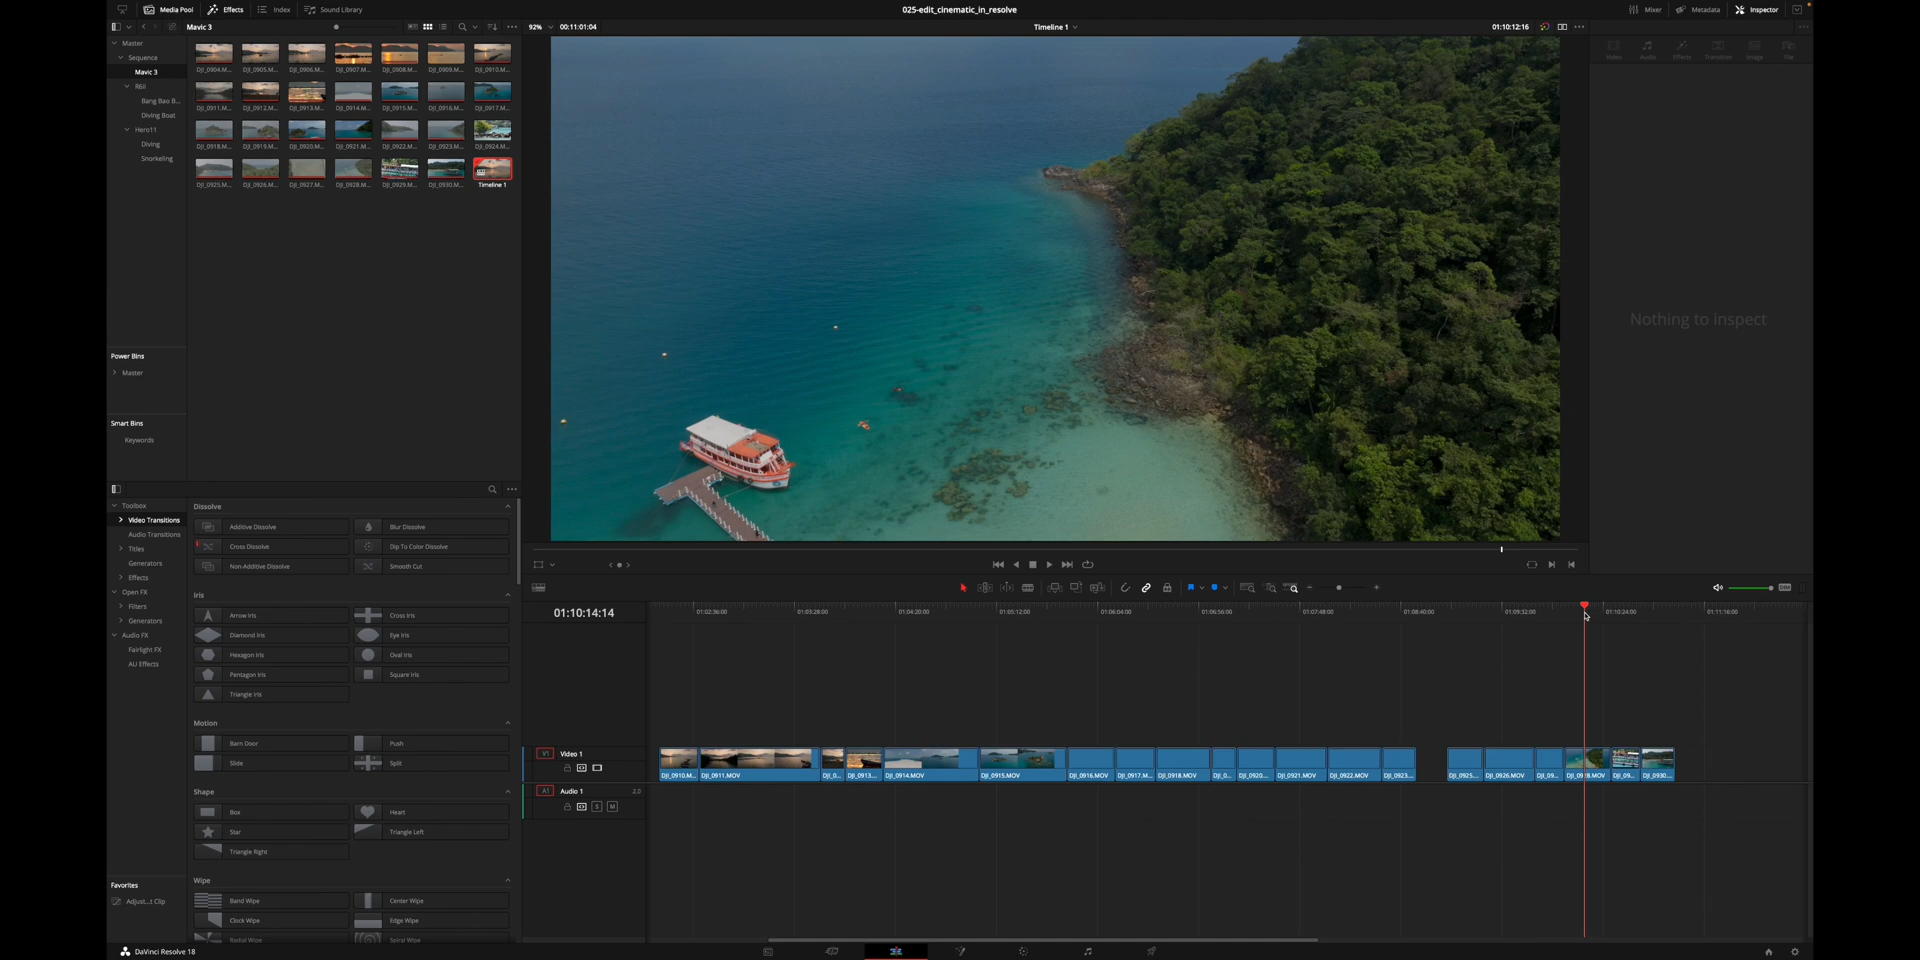 Media Pool Effects Index Sound Library 025-edit_cinematic_in_resolve Mixer Metadata Inspector
Mavic 3 92% 00:11:01:04 Timeline 1 01:10:12:16
Master
Sequence
Mavic 3
R6ii
Bang Bao B...
Diving Boat
Hero11
Diving
Snorkeling
DJI_0904.M... DJI_0905.M... DJI_0906.M... DJI_0907.M... DJI_0908.M... DJI_0909.M... DJI_0910.M...
DJI_0911.M... DJI_0912.M... DJI_0913.M... DJI_0914.M... DJI_0915.M... DJI_0916.M... DJI_0917.M...
DJI_0918.M... DJI_0919.M... DJI_0920.M... DJI_0921.M... DJI_0922.M... DJI_0923.M... DJI_0924.M...
DJI_0925.M... DJI_0926.M... DJI_0927.M... DJI_0928.M... DJI_0929.M... DJI_0930.M... Timeline 1
Video Audio Effects Transition Image File
Nothing to inspect
Power Bins
Master
Smart Bins
Keywords
Toolbox
Video Transitions
Audio Transitions
Titles
Generators
Effects
Open FX
Filters
Generators
Audio FX
Fairlight FX
AU Effects
Favorites
Adjust...t Clip
Dissolve
Additive Dissolve Blur Dissolve
Cross Dissolve Dip To Color Dissolve
Non-Additive Dissolve Smooth Cut
Iris
Arrow Iris Cross Iris
Diamond Iris Eye Iris
Hexagon Iris Oval Iris
Pentagon Iris Square Iris
Triangle Iris
Motion
Barn Door Push
Slide Split
Shape
Box Heart
Star Triangle Left
Triangle Right
Wipe
Band Wipe Center Wipe
Clock Wipe Edge Wipe
Radial Wipe Spiral Wipe
DIM
01:10:14:14 01:02:36:00 01:03:28:00 01:04:20:00 01:05:12:00 01:06:04:00 01:06:56:00 01:07:48:00 01:08:40:00 01:09:32:00 01:10:24:00 01:11:16:00
V1 Video 1
DJI_0910.M... DJI_0911.MOV DJI_0... DJI_0913.... DJI_0914.MOV DJI_0915.MOV DJI_0916.MOV DJI_0917.M... DJI_0918.MOV DJI_0... DJI_0920.... DJI_0921.MOV DJI_0922.MOV DJI_0923.... DJI_0925.... DJI_0926.MOV DJI_09... DJI_0928.MOV DJI_09... DJI_0930....
A1 Audio 1 2.0
S M
DaVinci Resolve 18